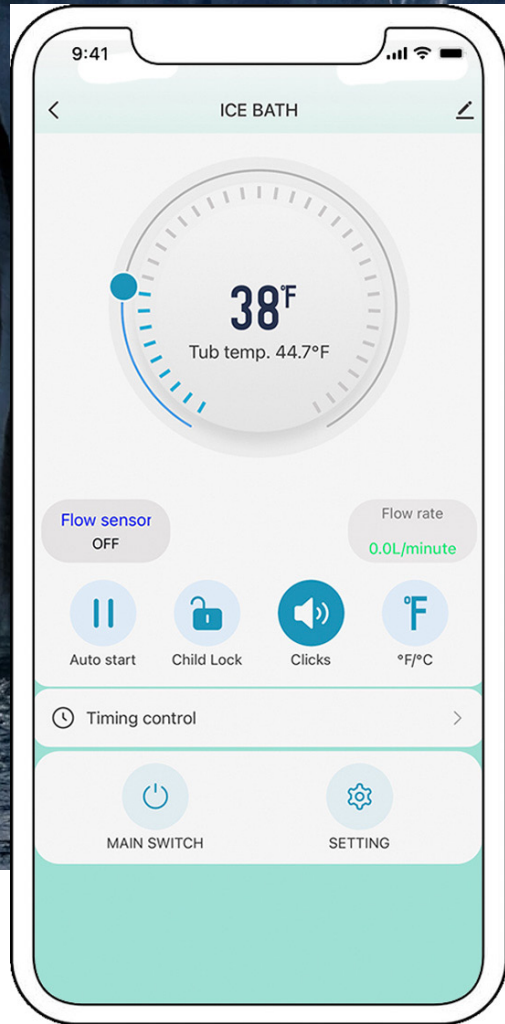 9:41
ICE BATH
38°F
Tub temp. 44.7°F
Flow sensor
OFF
Flow rate
0.0L/minute
°F
Auto start
Child Lock
Clicks
°F/°C
Timing control
MAIN SWITCH
SETTING